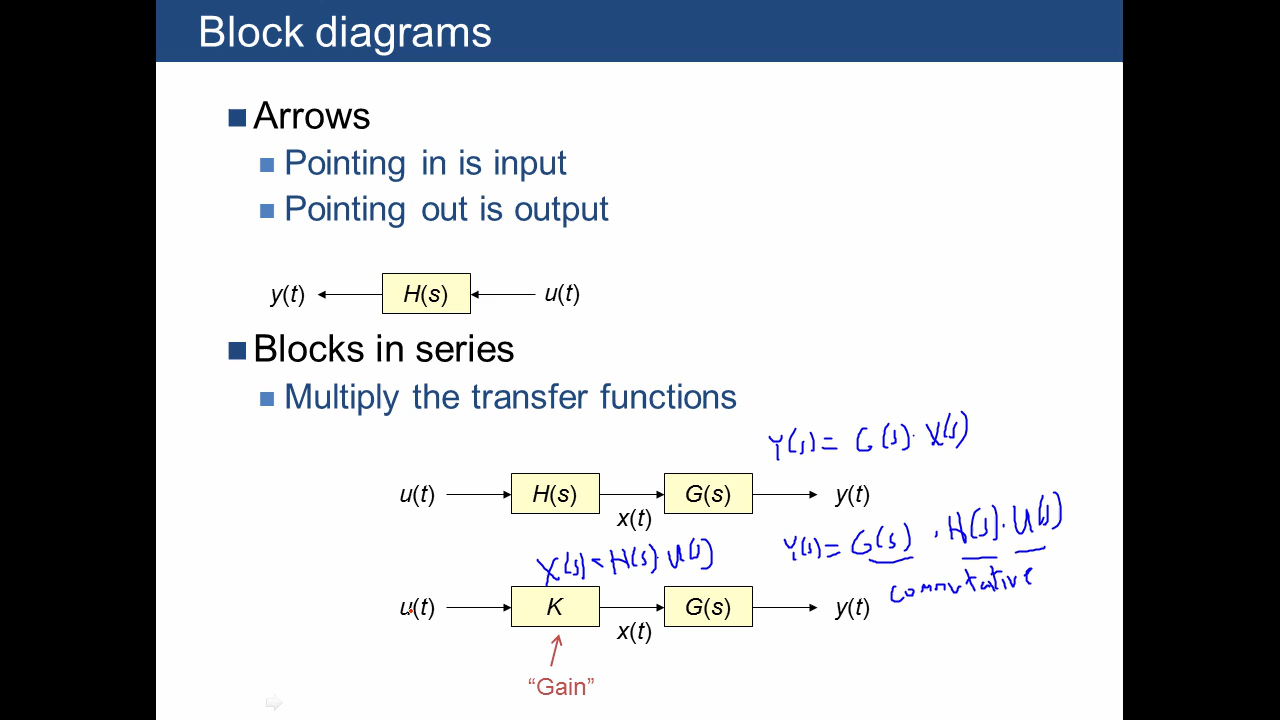 Block diagrams
Arrows
Pointing in is input
Pointing out is output
y(t) H(s) u(t)
Blocks in series
Multiply the transfer functions
Y(s) = G(s) · X(s)
u(t) H(s) G(s) y(t)
x(t)
Y(s) = G(s) · H(s) · U(s)
X(s) = H(s) · U(s)
commutative
u(t) K G(s) y(t)
x(t)
“Gain”